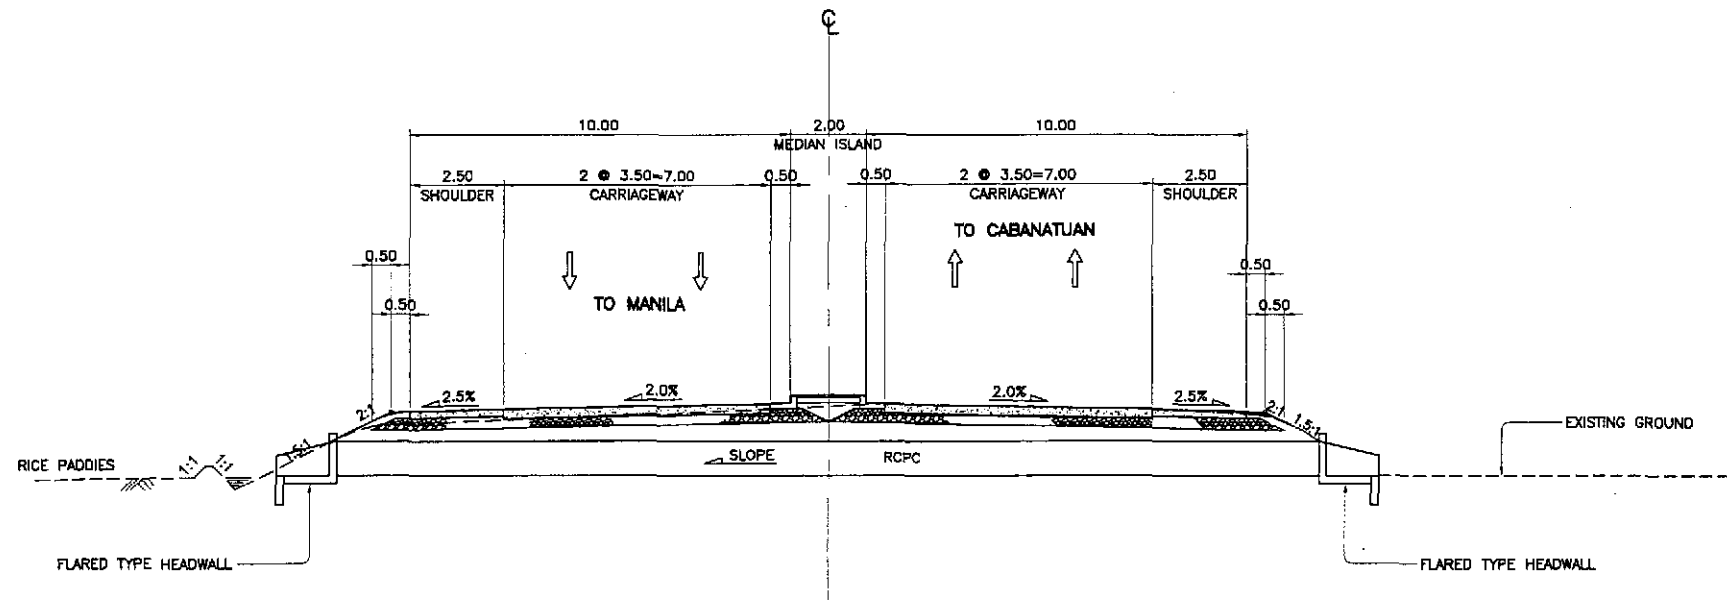 ℄
10.00 2.00 10.00
MEDIAN ISLAND
2.50 2 @ 3.50=7.00 0.50 0.50 2 @ 3.50=7.00 2.50
SHOULDER CARRIAGEWAY CARRIAGEWAY SHOULDER
TO CABANATUAN
0.50 0.50
TO MANILA
0.50 0.50
2.5% 2.0% 2.0% 2.5%
2:1 2:1
1.5:1 1.5:1
EXISTING GROUND
RICE PADDIES 1:1 1:1 SLOPE RCPC
FLARED TYPE HEADWALL FLARED TYPE HEADWALL